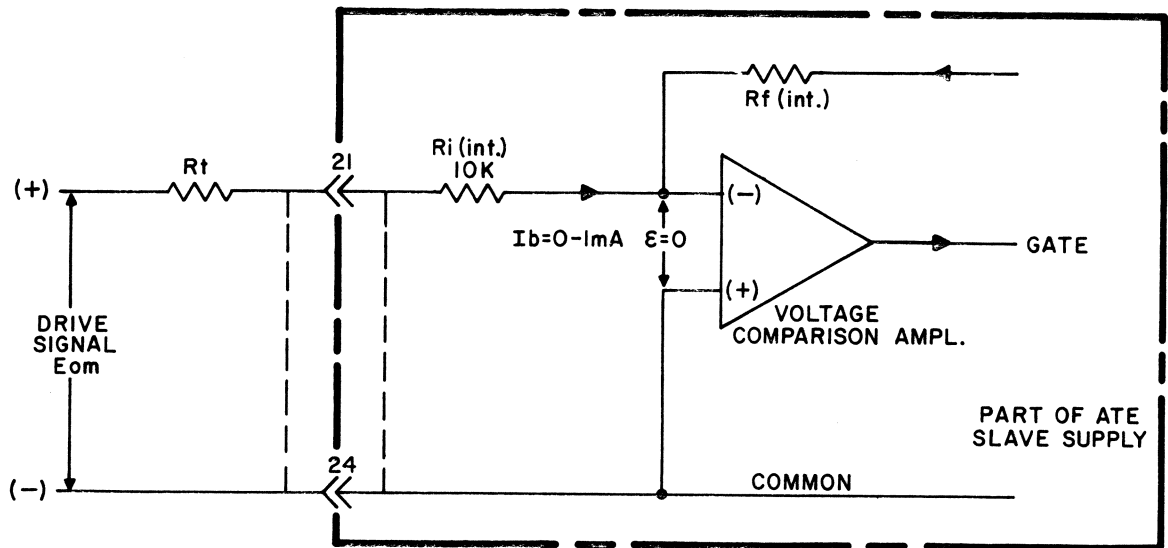 Rf (int.)
Ri (int.)
10K
Rt
21
(+)
(-)
Ib=0-1mA
ε=0
GATE
(+)
VOLTAGE
COMPARISON AMPL.
DRIVE
SIGNAL
Eom
PART OF ATE
SLAVE SUPPLY
24
(-)
COMMON